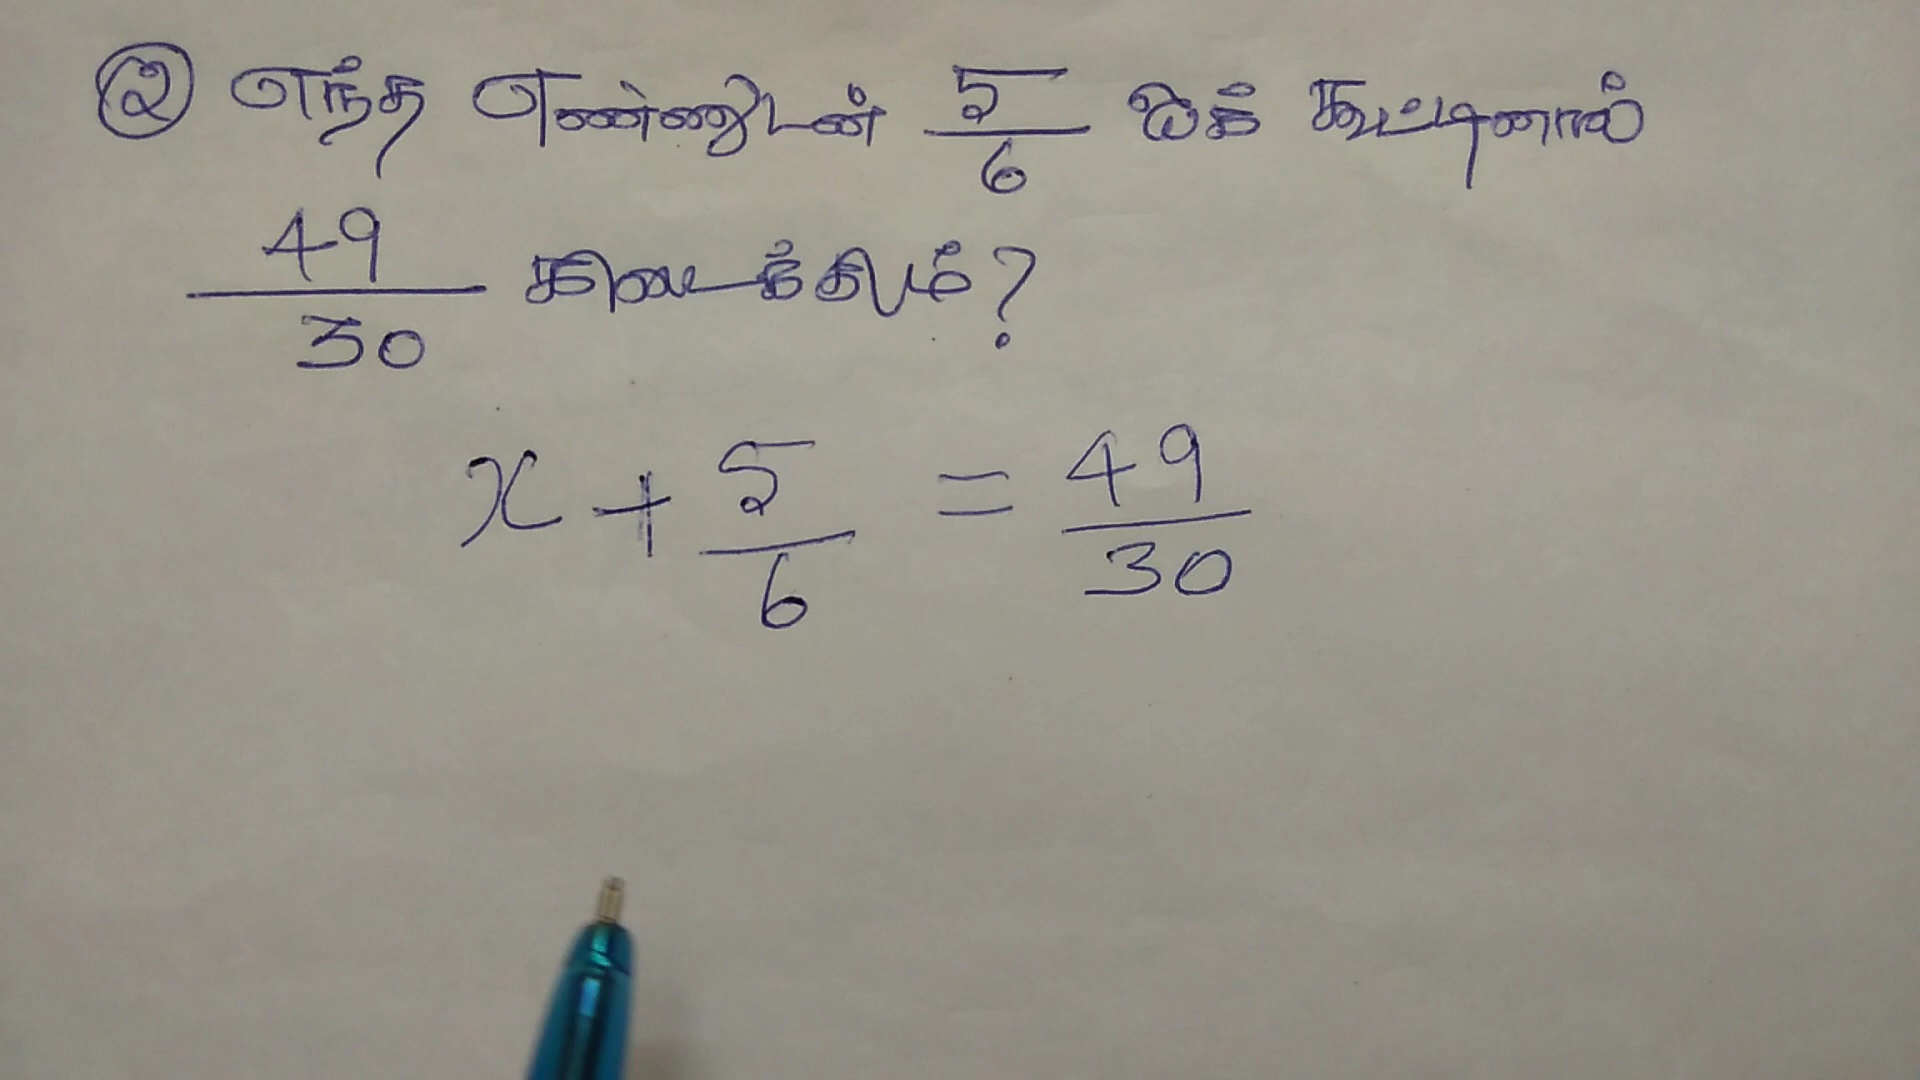 ② எந்த எண்ணுடன் 5/6 ஐக் கூட்டினால்
49/30 கிடைக்கும்?
x + 5/6 = 49/30